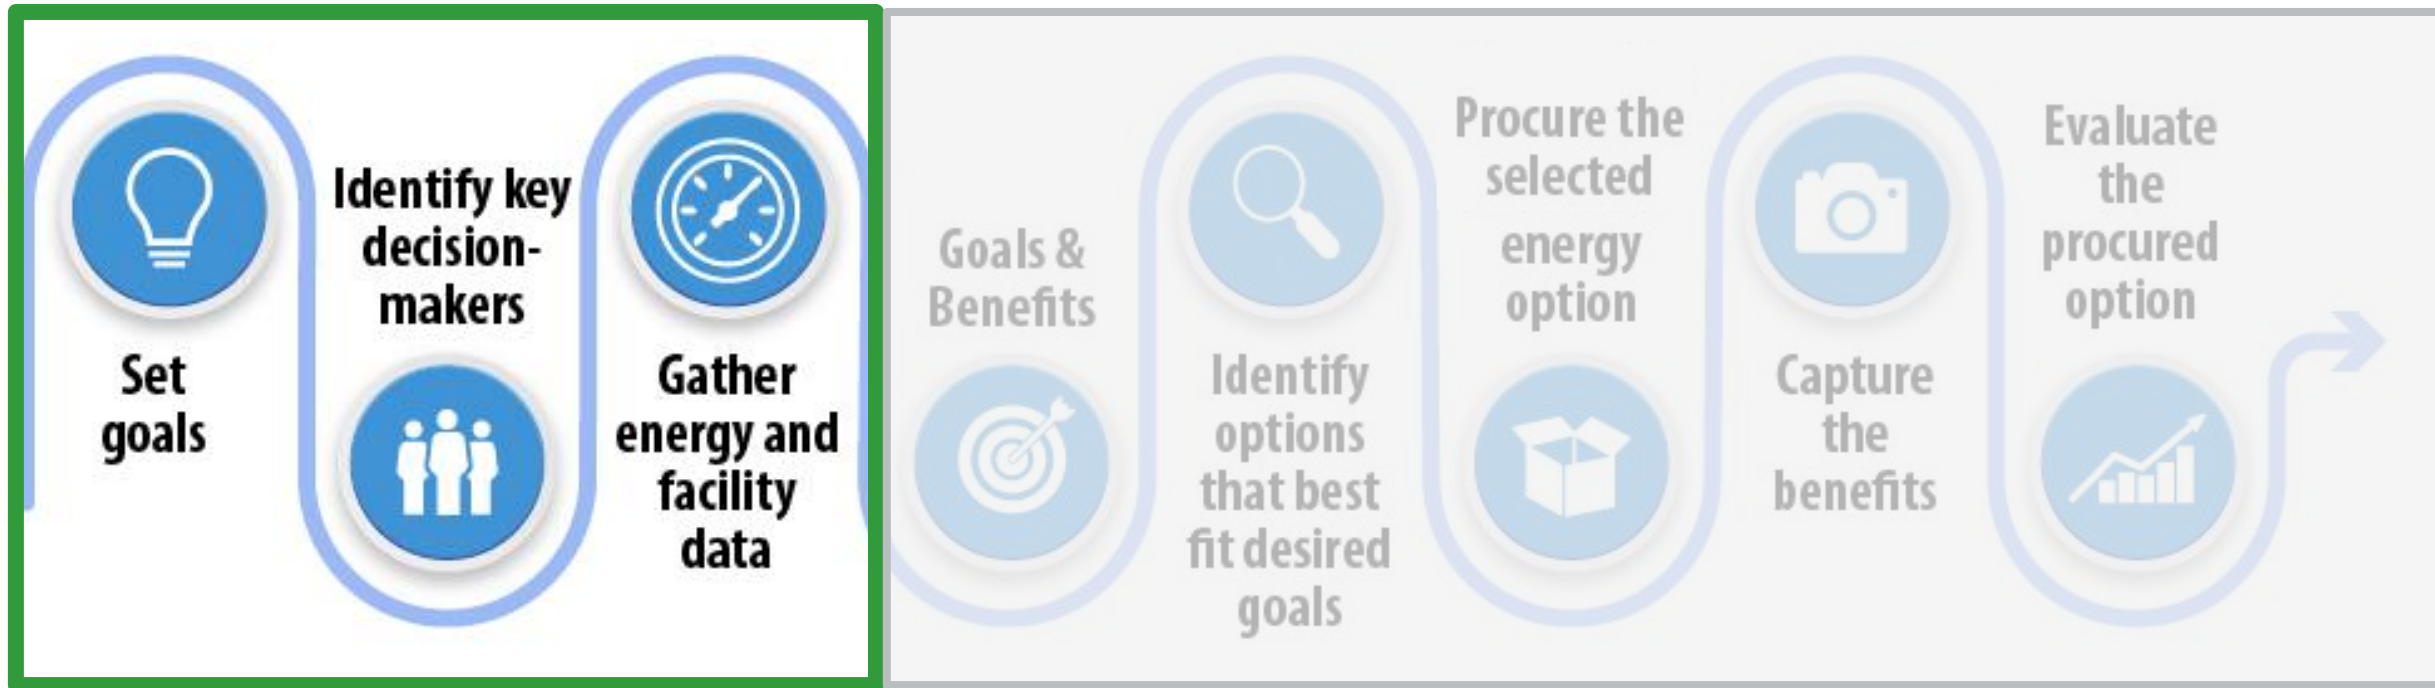 Set
goals
Identify key
decision-
makers
Gather
energy and
facility
data
Goals &
Benefits
Identify
options
that best
fit desired
goals
Procure the
selected
energy
option
Capture
the
benefits
Evaluate
the
procured
option